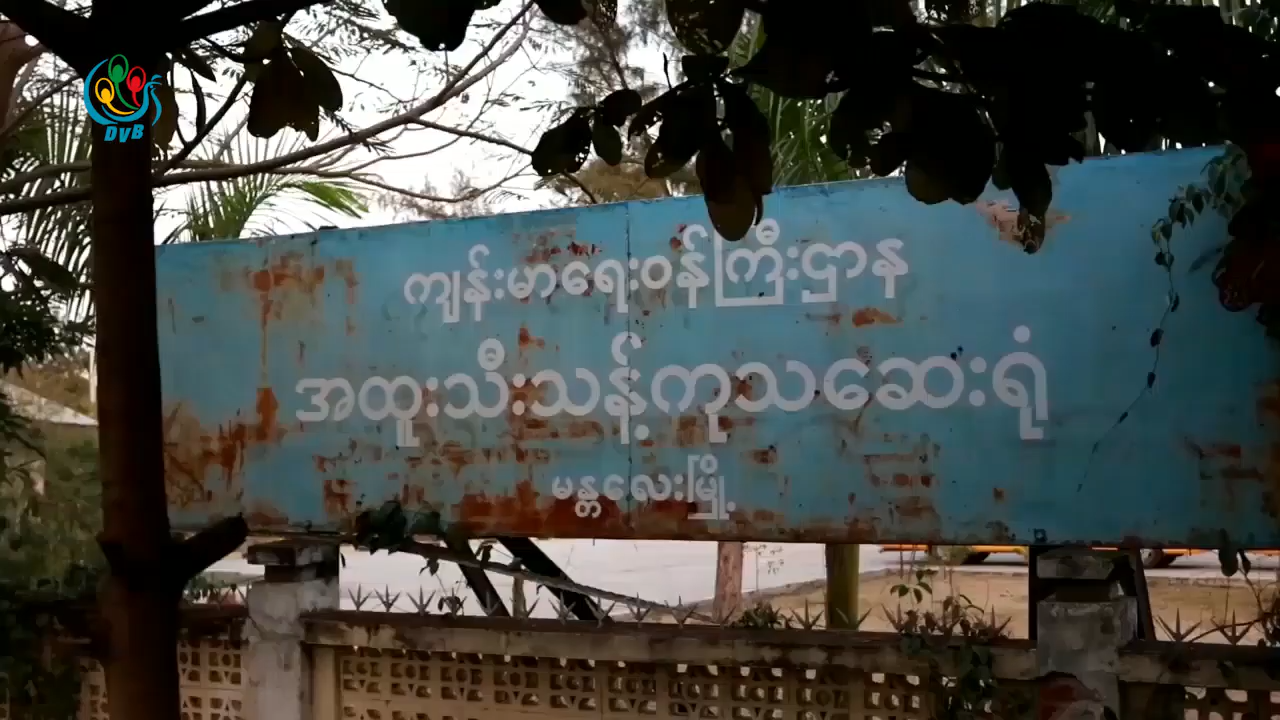 DVB
ကျန်းမာရေးဝန်ကြီးဌာန
အထူးသီးသန့်ကုသဆေးရုံ
မန္တလေးမြို့